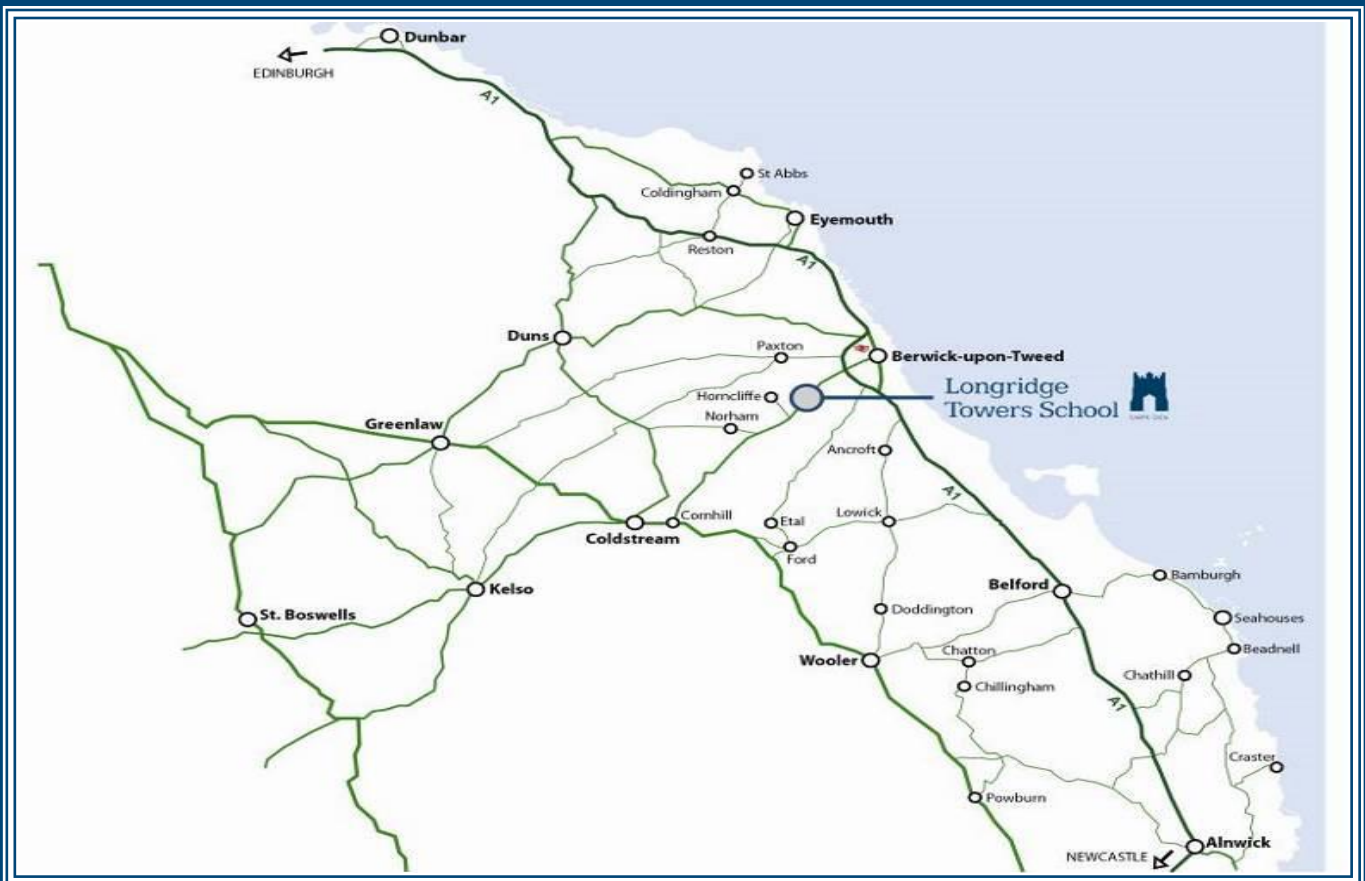 Dunbar
EDINBURGH
A1
St Abbs
Coldingham
Eyemouth
Reston
A1
Duns
Paxton
Berwick-upon-Tweed
Longridge
Towers School
Horncliffe
Norham
Greenlaw
Ancroft
A1
Cornhill
Etal
Lowick
Coldstream
Ford
Bamburgh
Belford
Kelso
Doddington
Seahouses
St. Boswells
Beadnell
Chatton
Wooler
Chathill
Chillingham
A1
Craster
Powburn
Alnwick
NEWCASTLE